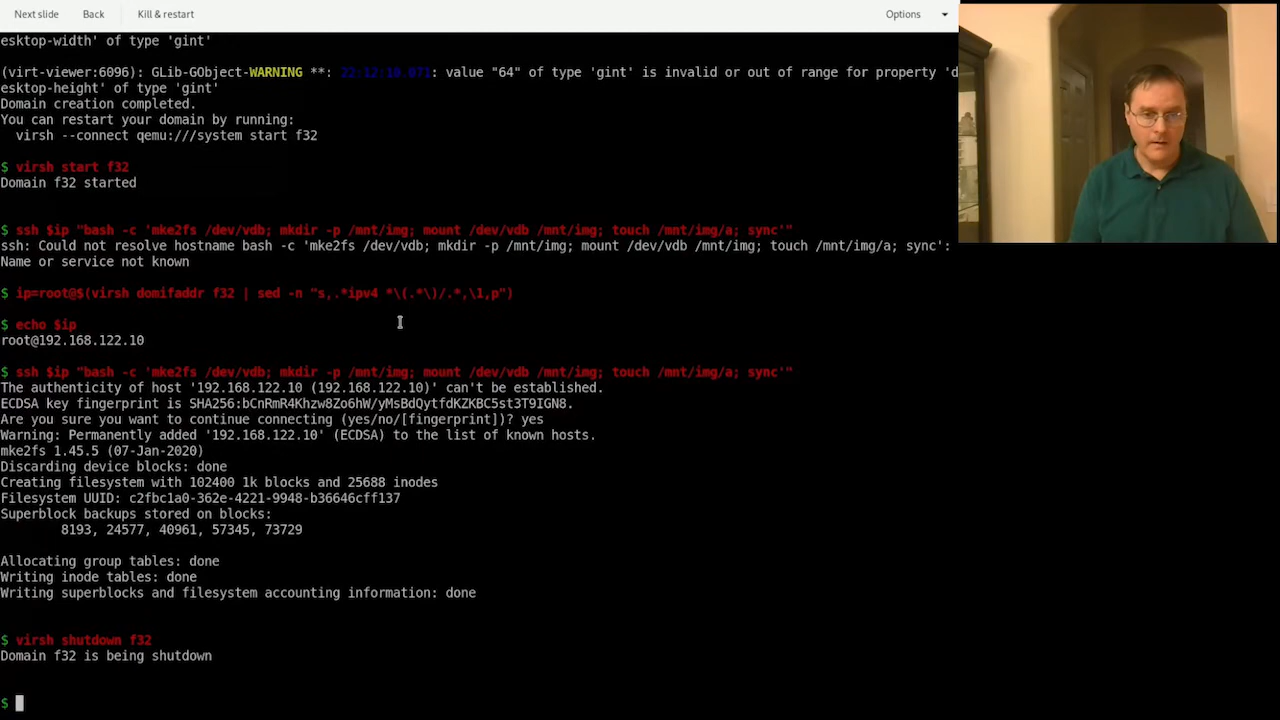 Next slide Back Kill & restart Options
esktop-width' of type 'gint'
(virt-viewer:6096): GLib-GObject-WARNING **: 22:12:10.071: value "64" of type 'gint' is invalid or out of range for property 'd
esktop-height' of type 'gint'
Domain creation completed.
You can restart your domain by running:
  virsh --connect qemu:///system start f32
$ virsh start f32
Domain f32 started
$ ssh $ip "bash -c 'mke2fs /dev/vdb; mkdir -p /mnt/img; mount /dev/vdb /mnt/img; touch /mnt/img/a; sync'"
ssh: Could not resolve hostname bash -c 'mke2fs /dev/vdb; mkdir -p /mnt/img; mount /dev/vdb /mnt/img; touch /mnt/img/a; sync':
Name or service not known
$ ip=root@$(virsh domifaddr f32 | sed -n "s,.*ipv4 *\(.*\)/.*,\1,p")
$ echo $ip
root@192.168.122.10
$ ssh $ip "bash -c 'mke2fs /dev/vdb; mkdir -p /mnt/img; mount /dev/vdb /mnt/img; touch /mnt/img/a; sync'"
The authenticity of host '192.168.122.10 (192.168.122.10)' can't be established.
ECDSA key fingerprint is SHA256:bCnRmR4Khzw8Zo6hW/yMsBdQytfdKZKBC5st3T9IGN8.
Are you sure you want to continue connecting (yes/no/[fingerprint])? yes
Warning: Permanently added '192.168.122.10' (ECDSA) to the list of known hosts.
mke2fs 1.45.5 (07-Jan-2020)
Discarding device blocks: done
Creating filesystem with 102400 1k blocks and 25688 inodes
Filesystem UUID: c2fbc1a0-362e-4221-9948-b36646cff137
Superblock backups stored on blocks:
        8193, 24577, 40961, 57345, 73729
Allocating group tables: done
Writing inode tables: done
Writing superblocks and filesystem accounting information: done
$ virsh shutdown f32
Domain f32 is being shutdown
$